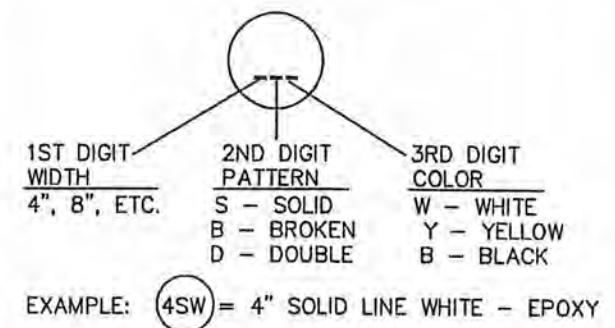 1ST DIGIT 2ND DIGIT 3RD DIGIT
WIDTH PATTERN COLOR
4", 8", ETC. S – SOLID W – WHITE
B – BROKEN Y – YELLOW
D – DOUBLE B – BLACK
EXAMPLE: 4SW = 4" SOLID LINE WHITE – EPOXY